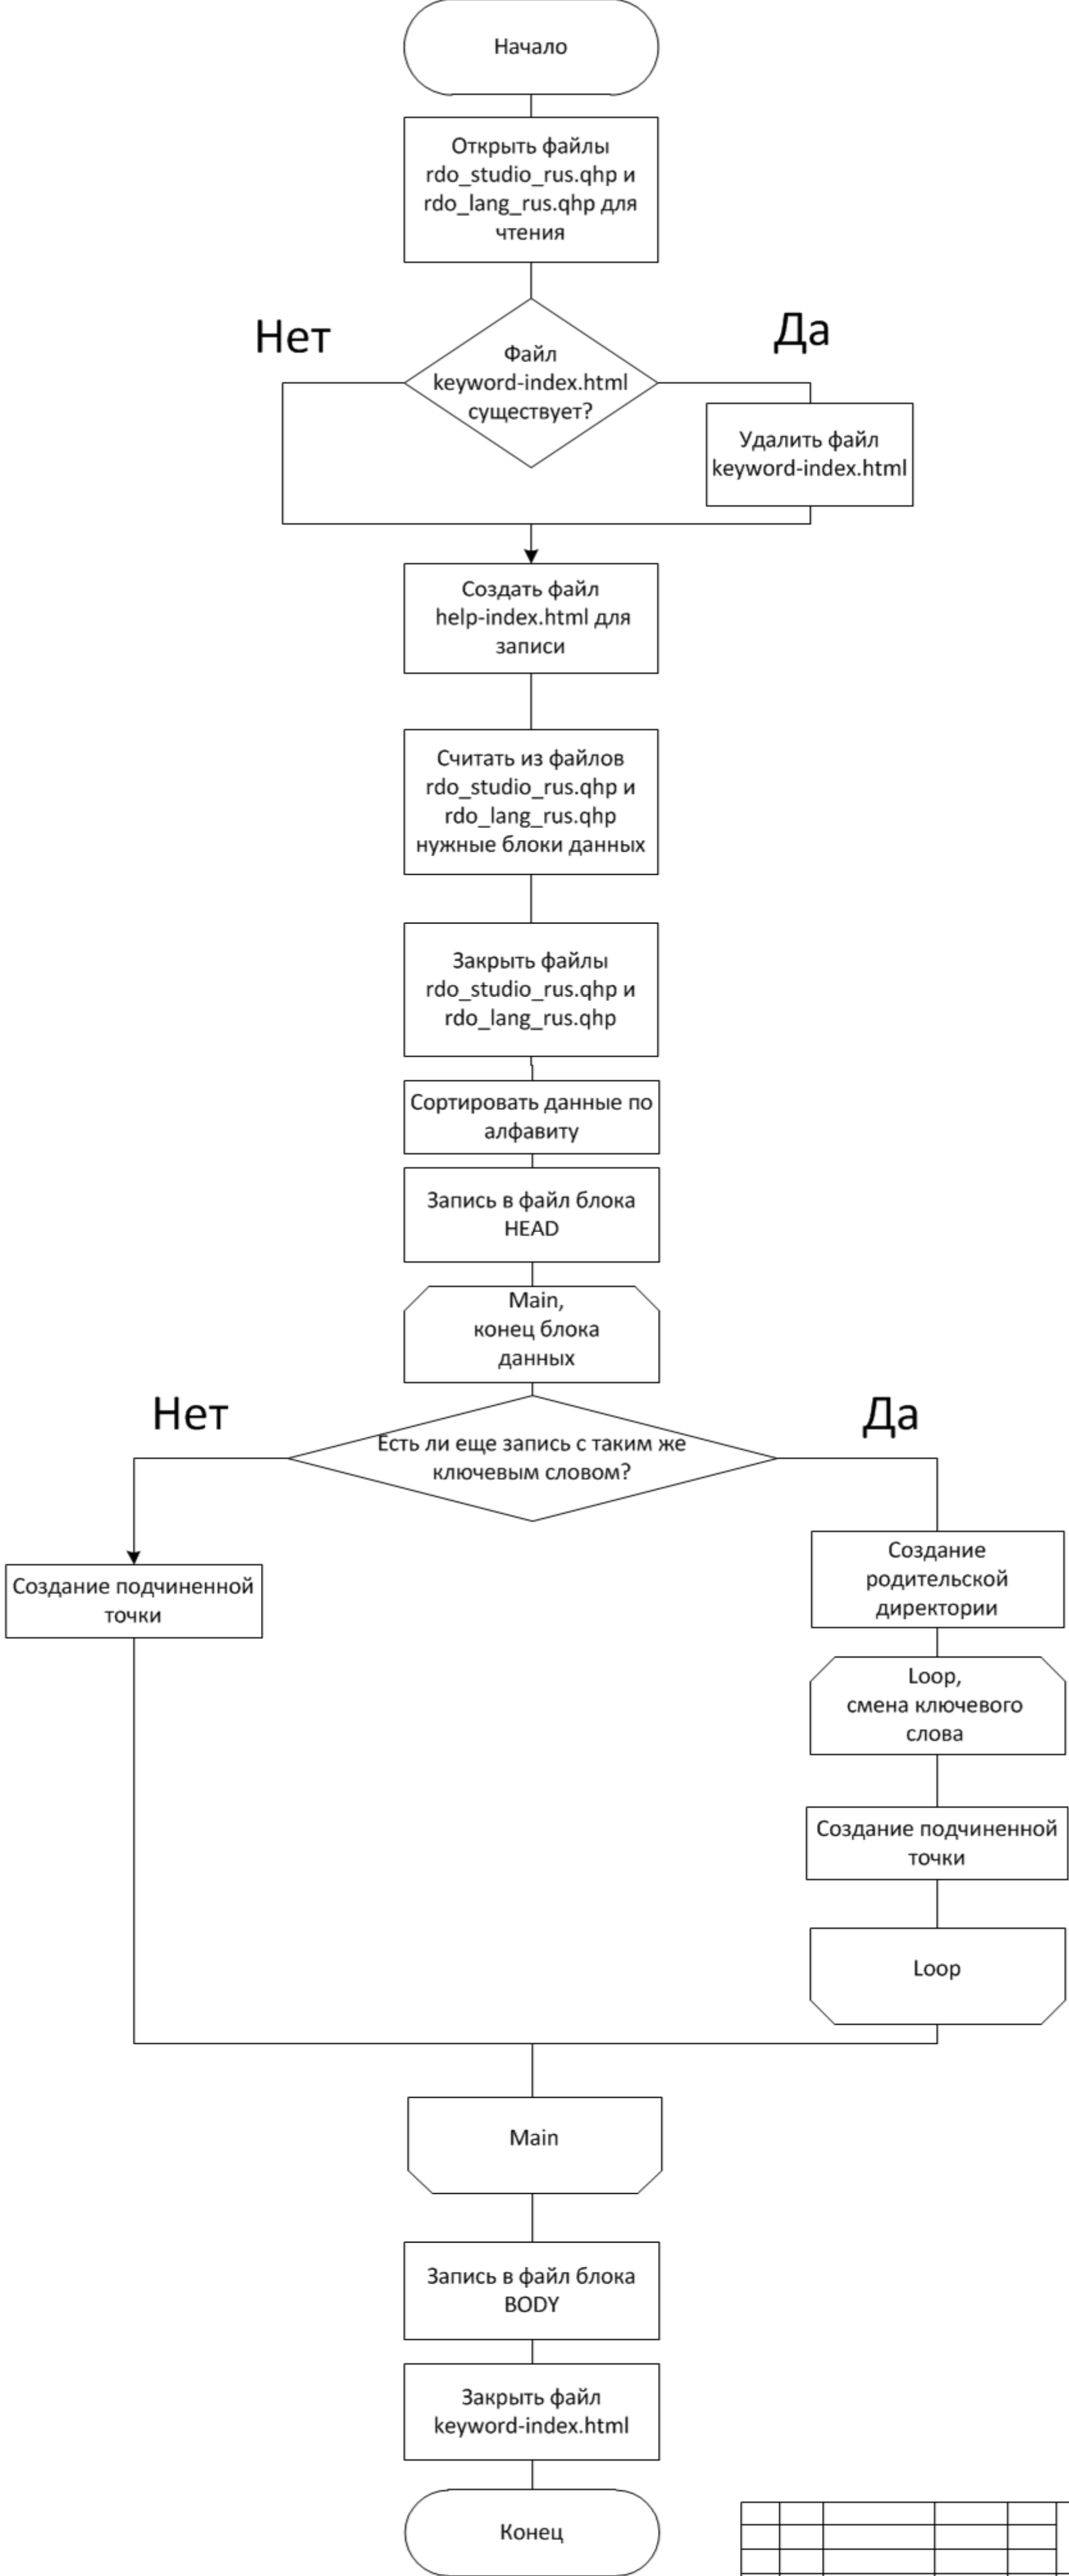 Начало
Открыть файлы
rdo_studio_rus.qhp и
rdo_lang_rus.qhp для
чтения
Нет
Да
Файл
keyword-index.html
существует?
Удалить файл
keyword-index.html
Создать файл
help-index.html для
записи
Считать из файлов
rdo_studio_rus.qhp и
rdo_lang_rus.qhp
нужные блоки данных
Закрыть файлы
rdo_studio_rus.qhp и
rdo_lang_rus.qhp
Сортировать данные по
алфавиту
Запись в файл блока
HEAD
Main,
конец блока
данных
Нет
Да
Есть ли еще запись с таким же
ключевым словом?
Создание подчиненной
точки
Создание
родительской
директории
Loop,
смена ключевого
слова
Создание подчиненной
точки
Loop
Main
Запись в файл блока
BODY
Закрыть файл
keyword-index.html
Конец